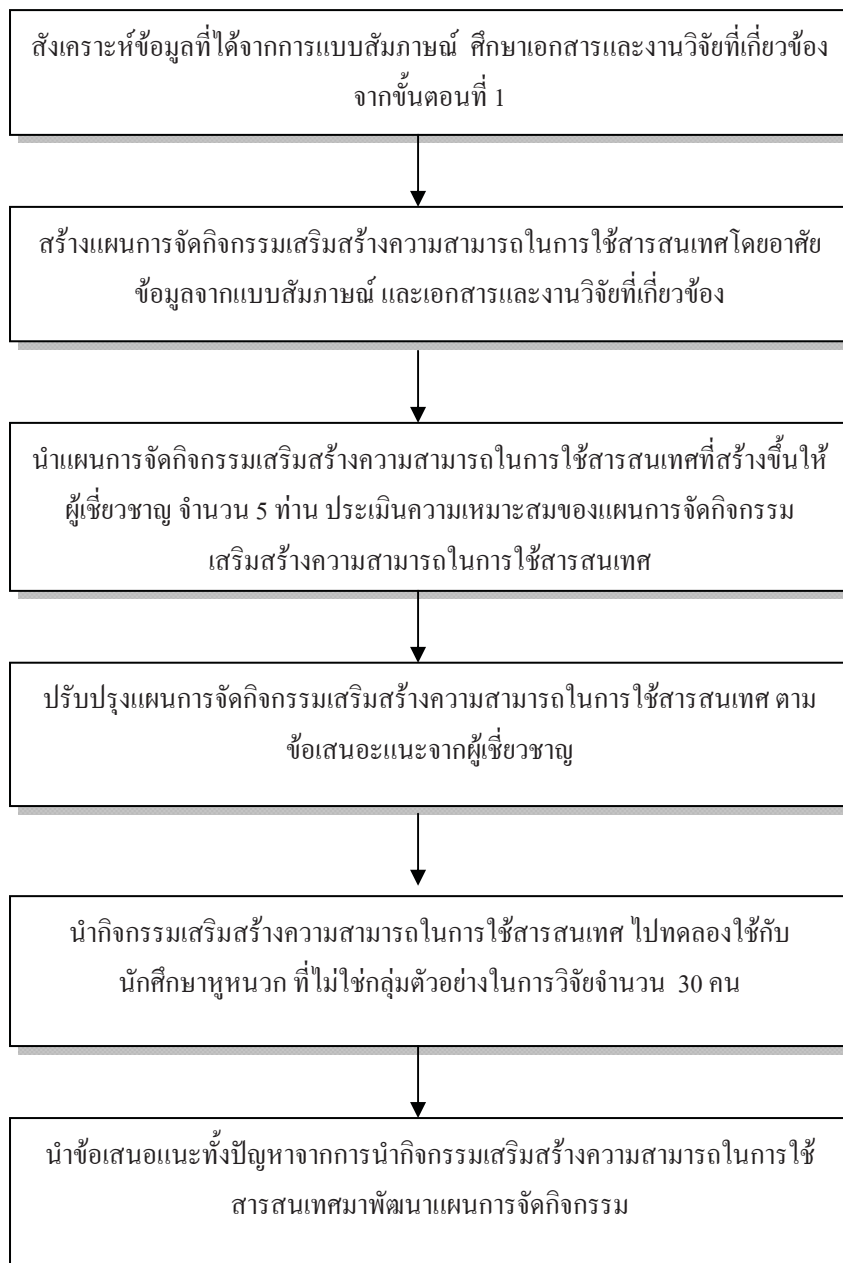 สังเคราะห์ข้อมูลที่ได้จากการแบบสัมภาษณ์ ศึกษาเอกสารและงานวิจัยที่เกี่ยวข้อง
จากขั้นตอนที่ 1
สร้างแผนการจัดกิจกรรมเสริมสร้างความสามารถในการใช้สารสนเทศโดยอาศัย
ข้อมูลจากแบบสัมภาษณ์ และเอกสารและงานวิจัยที่เกี่ยวข้อง
นำแผนการจัดกิจกรรมเสริมสร้างความสามารถในการใช้สารสนเทศที่สร้างขึ้นให้
ผู้เชี่ยวชาญ จำนวน 5 ท่าน ประเมินความเหมาะสมของแผนการจัดกิจกรรม
เสริมสร้างความสามารถในการใช้สารสนเทศ
ปรับปรุงแผนการจัดกิจกรรมเสริมสร้างความสามารถในการใช้สารสนเทศ ตาม
ข้อเสนอะแนะจากผู้เชี่ยวชาญ
นำกิจกรรมเสริมสร้างความสามารถในการใช้สารสนเทศ ไปทดลองใช้กับ
นักศึกษาหูหนวก ที่ไม่ใช่กลุ่มตัวอย่างในการวิจัยจำนวน 30 คน
นำข้อเสนอแนะทั้งปัญหาจากการนำกิจกรรมเสริมสร้างความสามารถในการใช้
สารสนเทศมาพัฒนาแผนการจัดกิจกรรม